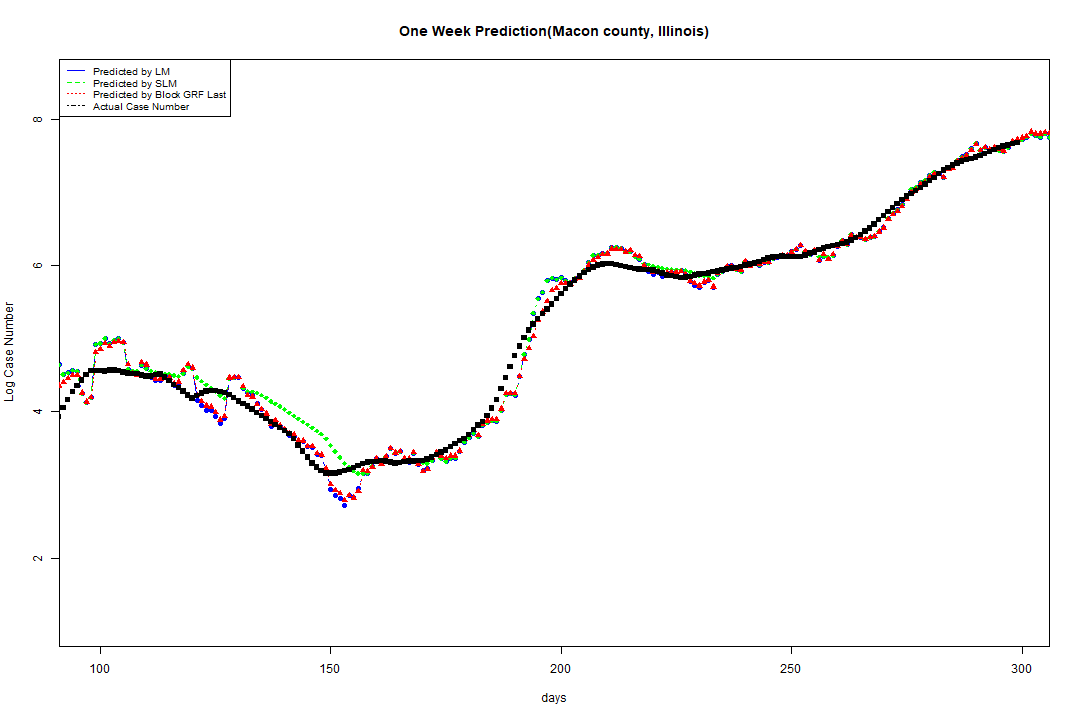 One Week Prediction(Macon county, Illinois)
Predicted by LM
Predicted by SLM
Predicted by Block GRF Last
Actual Case Number
8
6
4
2
Log Case Number
100 150 200 250 300
days